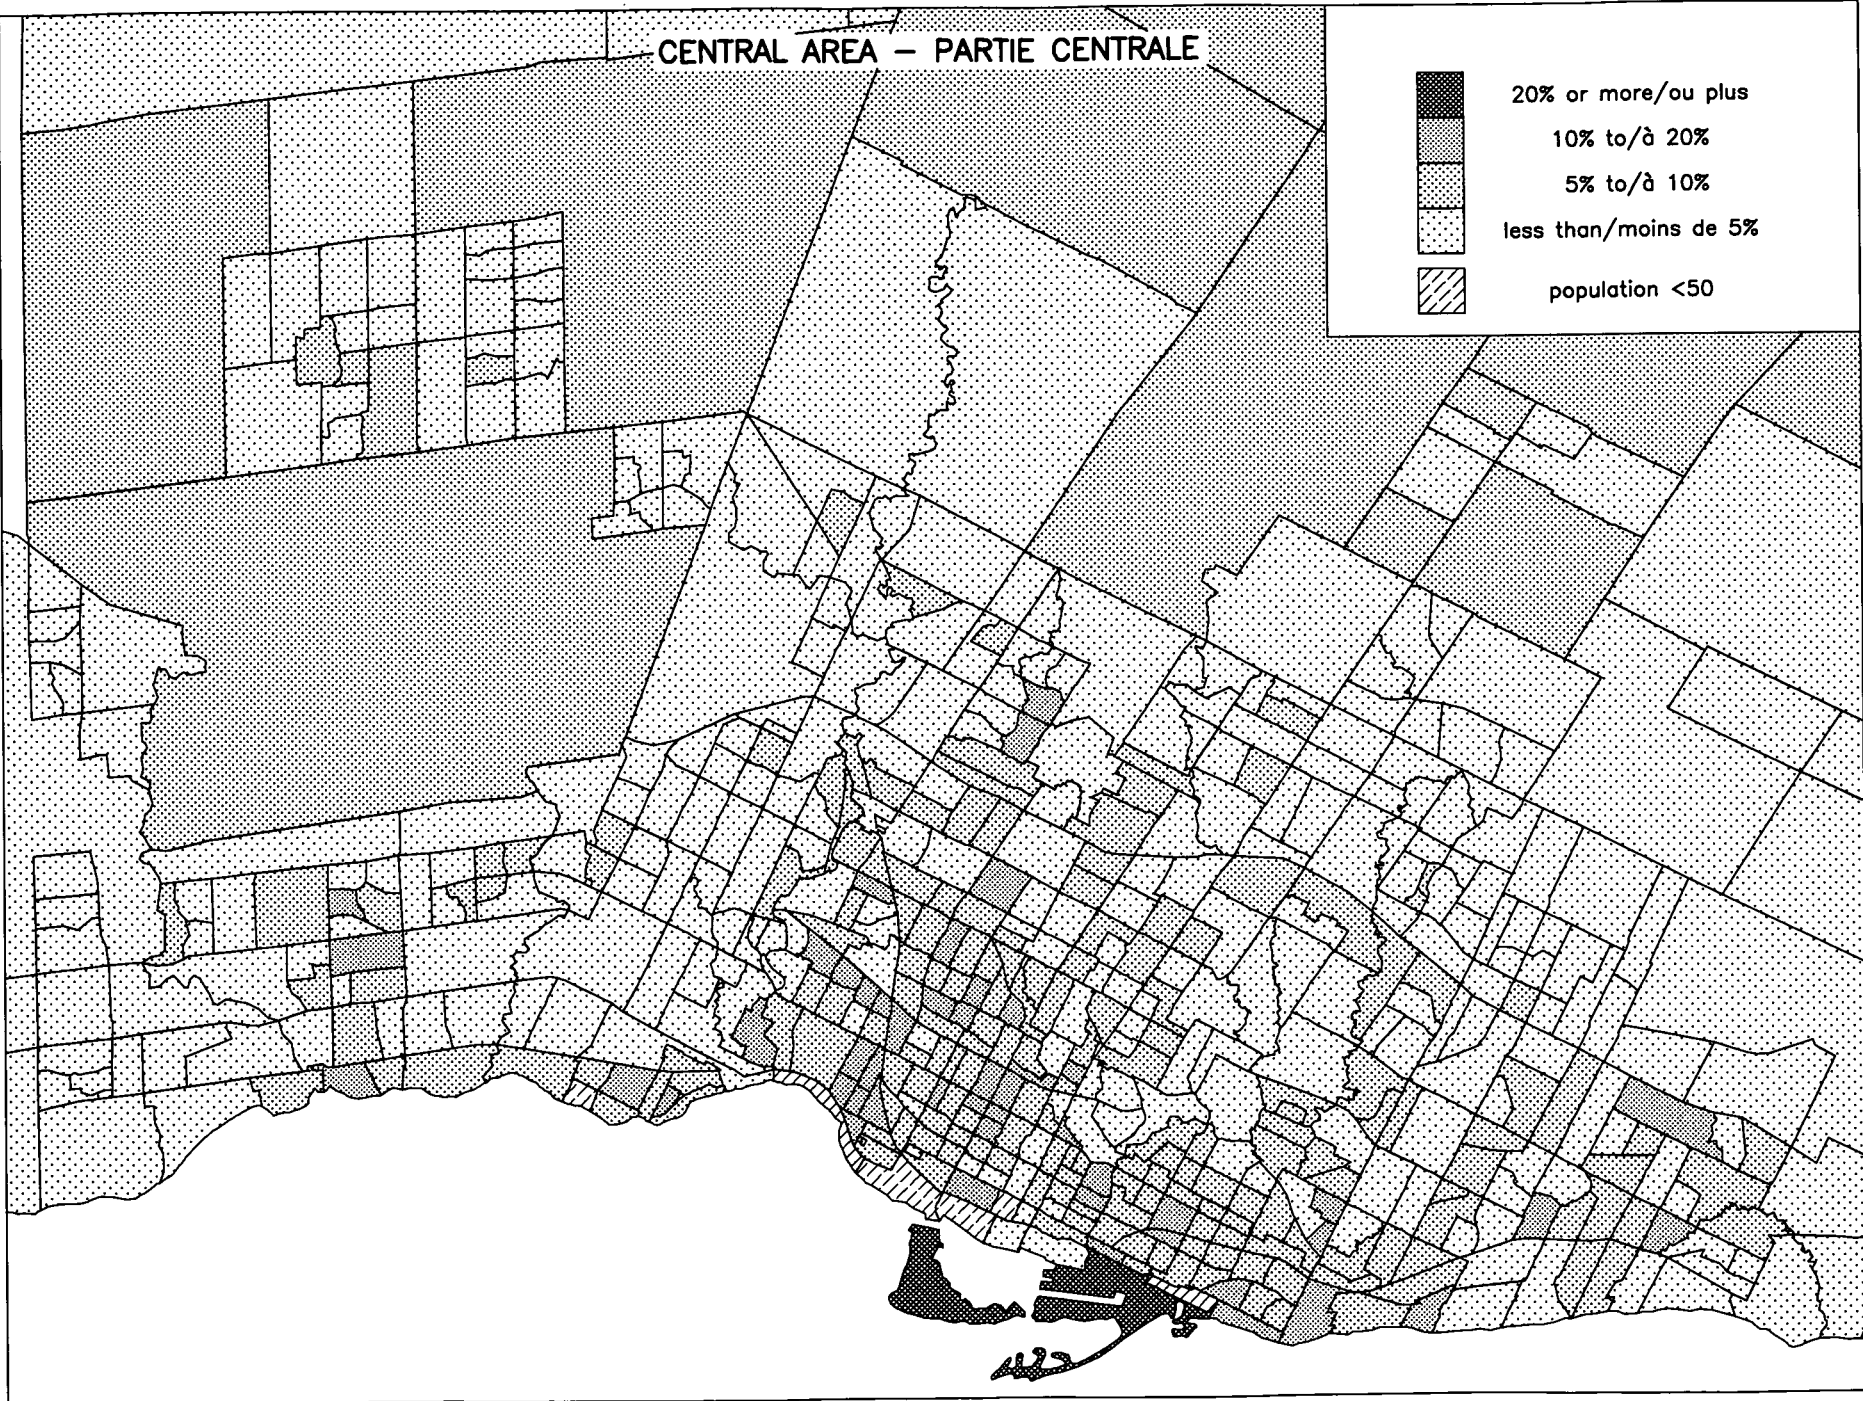 CENTRAL AREA – PARTIE CENTRALE
20% or more/ou plus
10% to/à 20%
5% to/à 10%
less than/moins de 5%
population <50